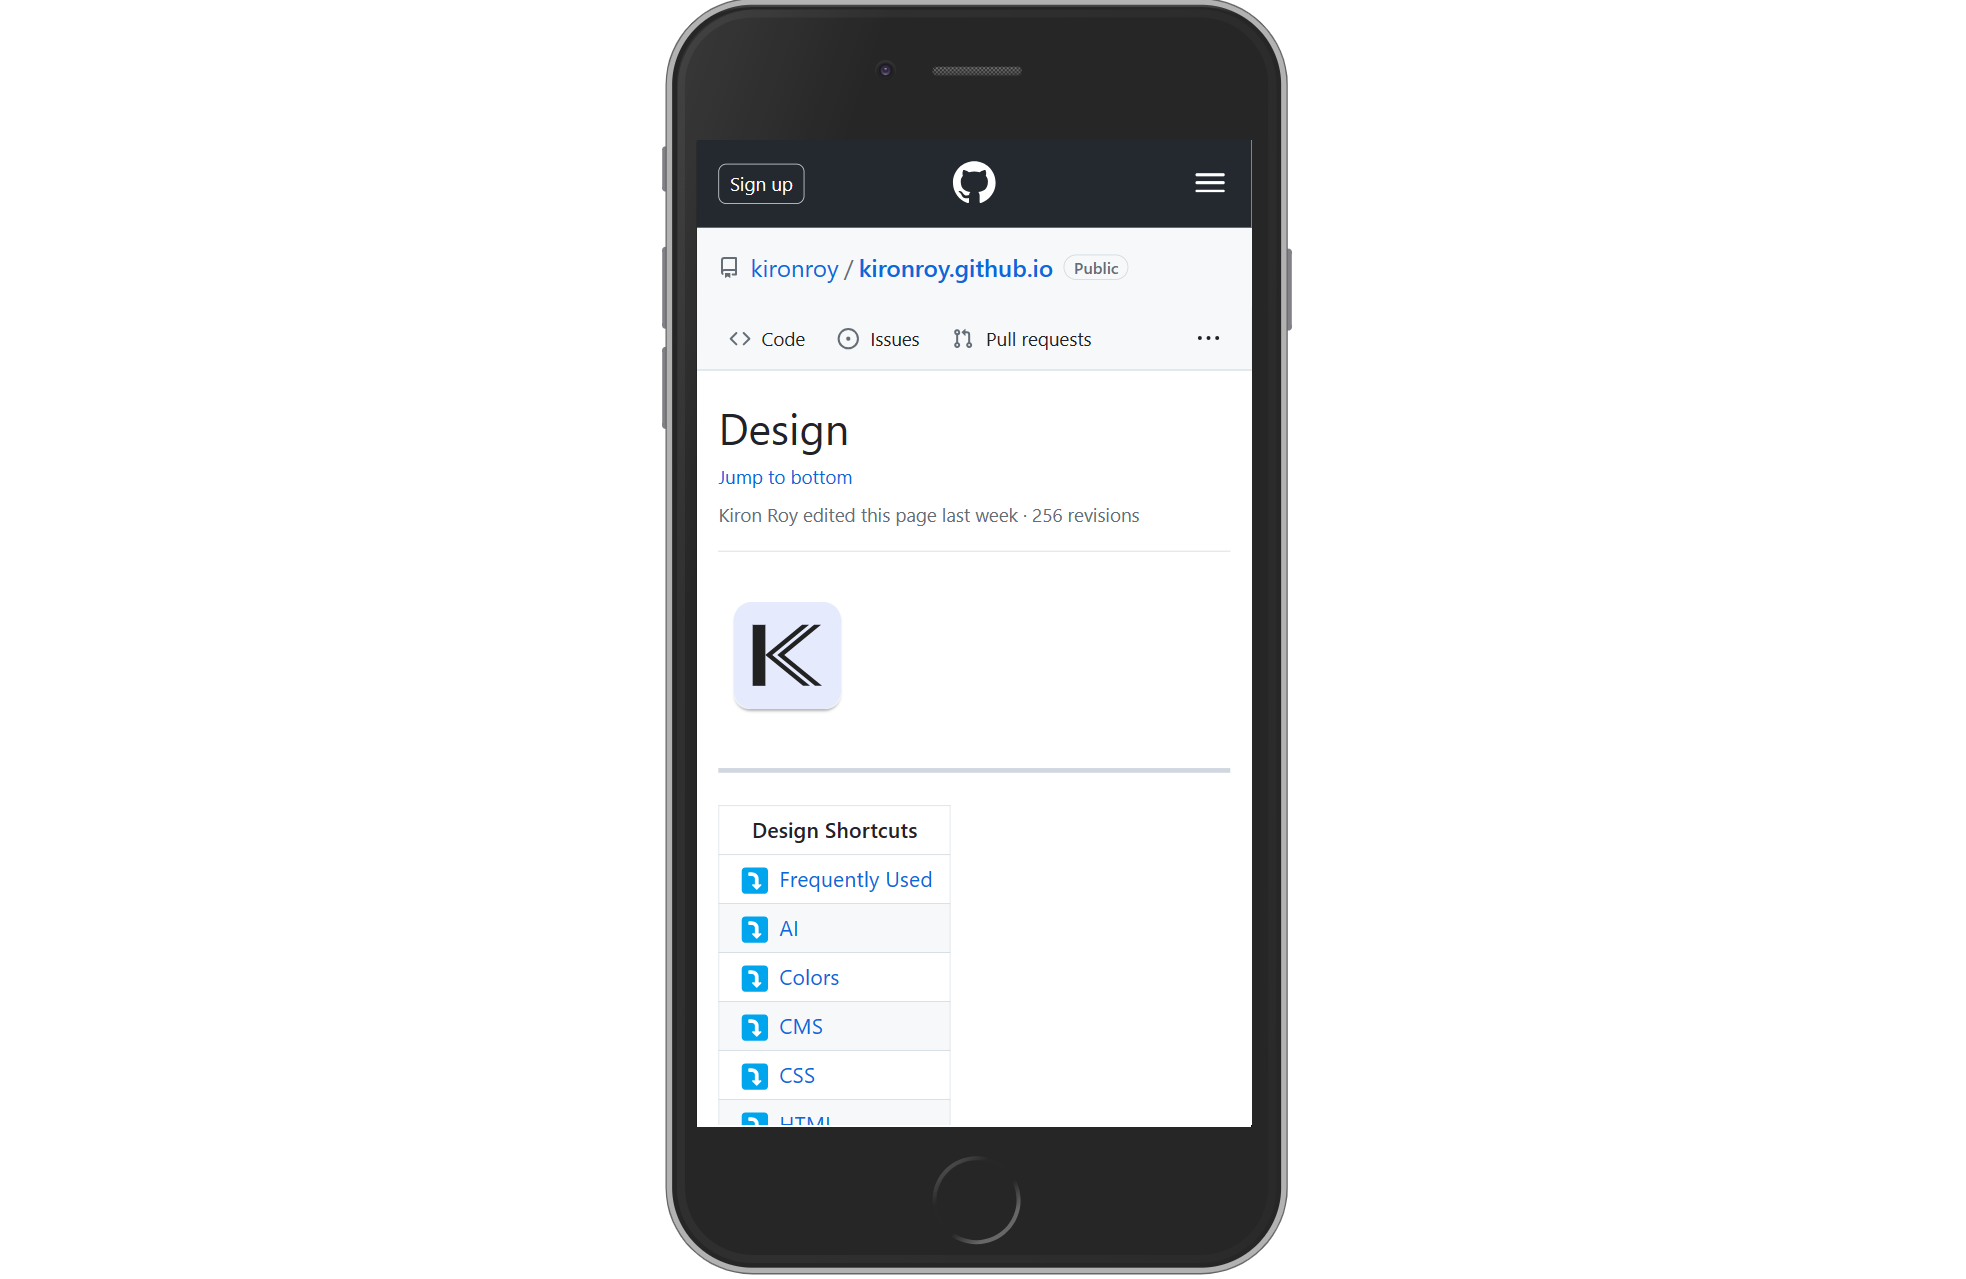 Sign up
kironroy / kironroy.github.io Public
Code Issues Pull requests ...
Design
Jump to bottom
Kiron Roy edited this page last week · 256 revisions
K
Design Shortcuts
Frequently Used
AI
Colors
CMS
CSS
HTML